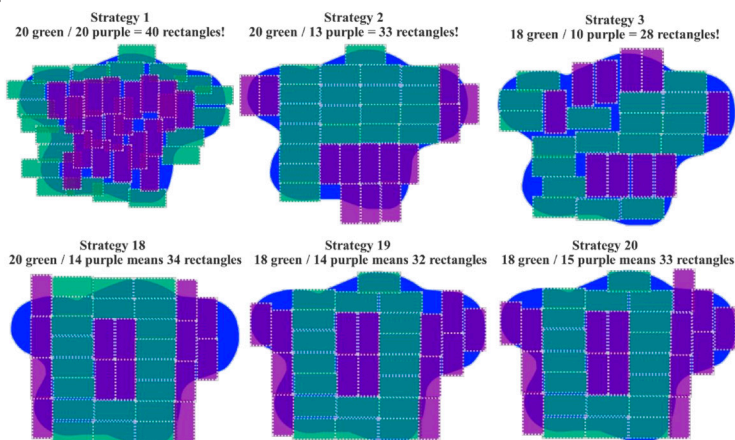 Strategy 1
20 green / 20 purple = 40 rectangles!
Strategy 2
20 green / 13 purple = 33 rectangles!
Strategy 3
18 green / 10 purple = 28 rectangles!
Strategy 18
20 green / 14 purple means 34 rectangles
Strategy 19
18 green / 14 purple means 32 rectangles
Strategy 20
18 green / 15 purple means 33 rectangles